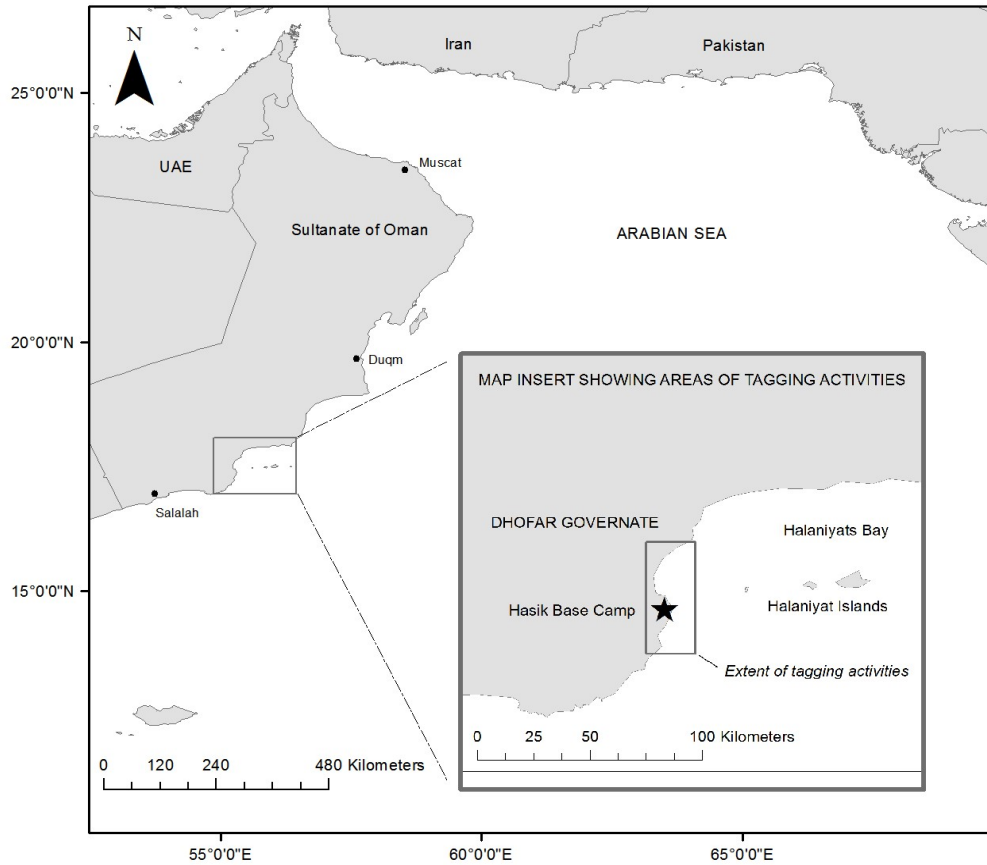 N
Iran
Pakistan
25°0'0"N
UAE
Muscat
Sultanate of Oman
ARABIAN SEA
20°0'0"N
Duqm
MAP INSERT SHOWING AREAS OF TAGGING ACTIVITIES
Salalah
DHOFAR GOVERNATE
Halaniyats Bay
15°0'0"N
Hasik Base Camp
Halaniyat Islands
Extent of tagging activities
0 25 50 100 Kilometers
0 120 240 480 Kilometers
55°0'0"E 60°0'0"E 65°0'0"E